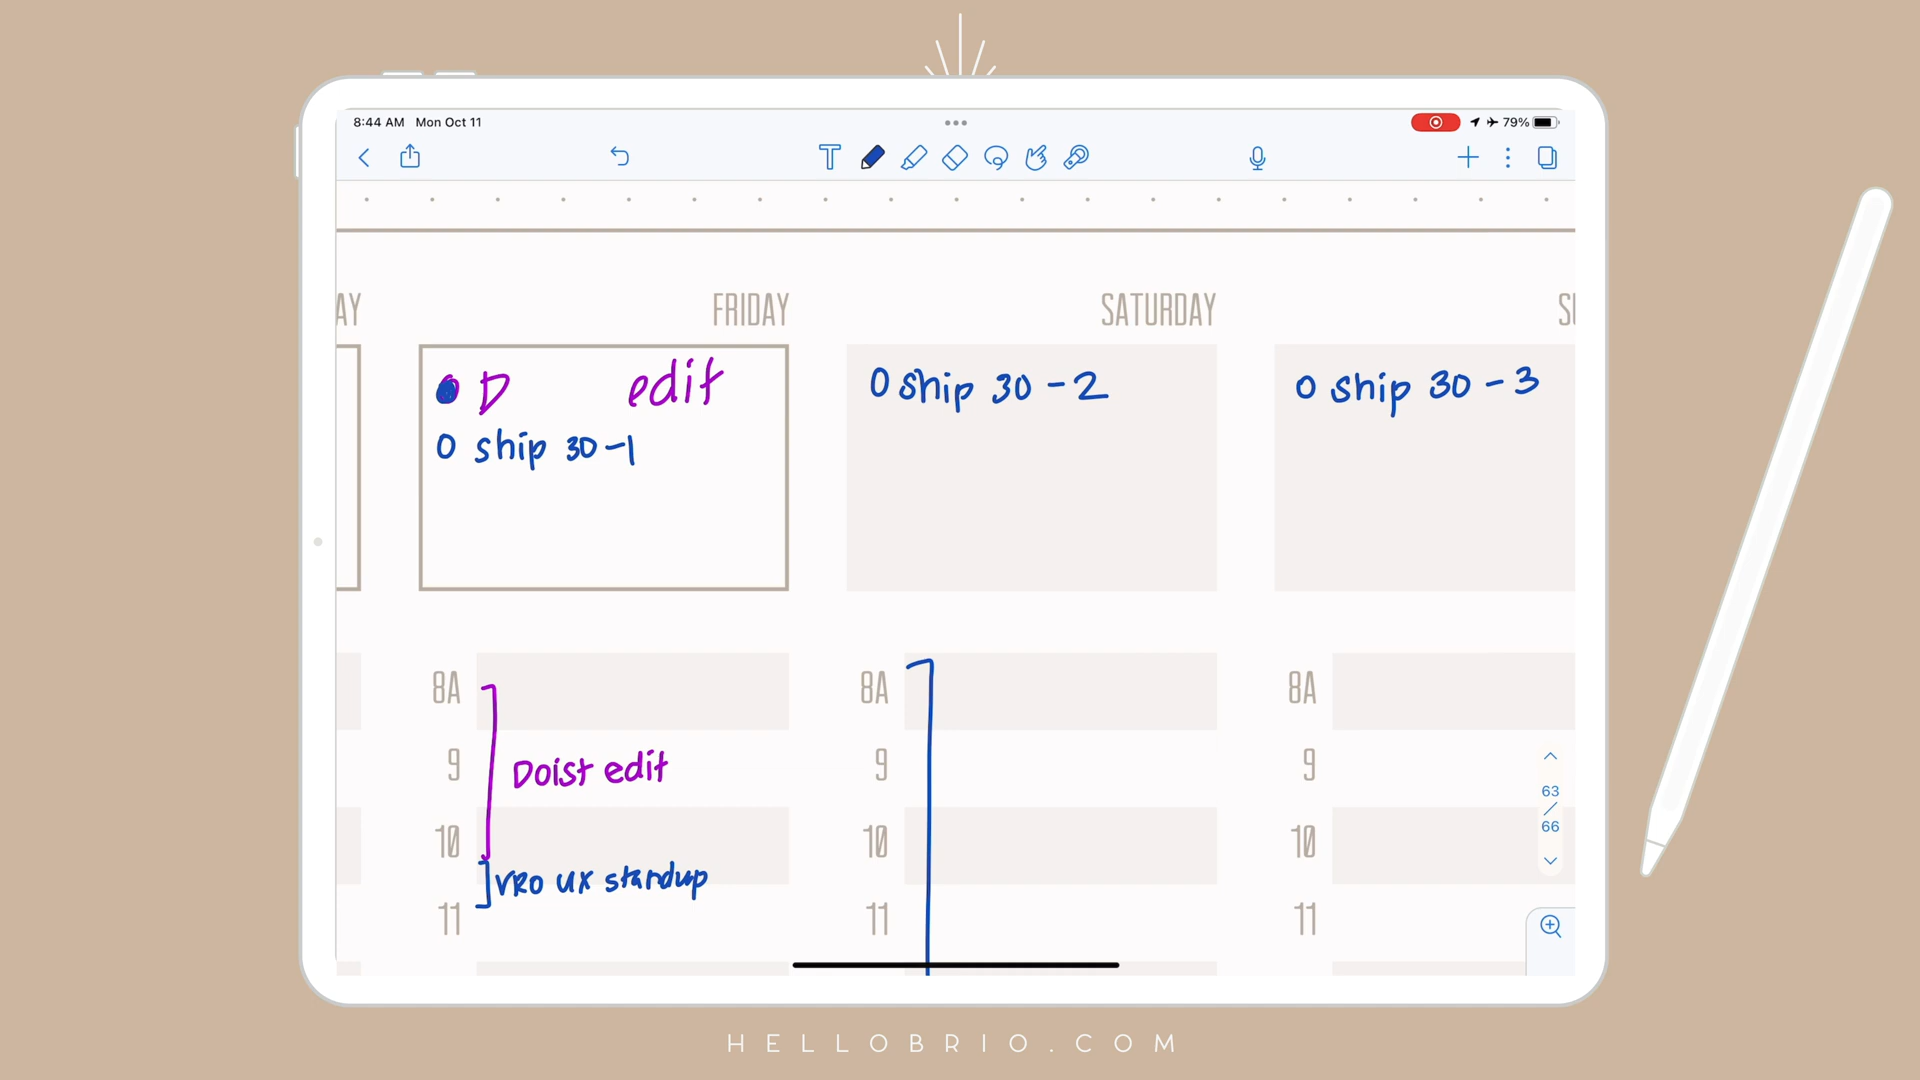 8:44 AM Mon Oct 11
79%
AY
FRIDAY
SATURDAY
SU
D edit
O ship 30-1
O ship 30-2
O ship 30-3
8A
9
Doist edit
10
VRO UX standup
11
8A
9
10
11
8A
9
10
11
63
66
HELLOBRIO.COM